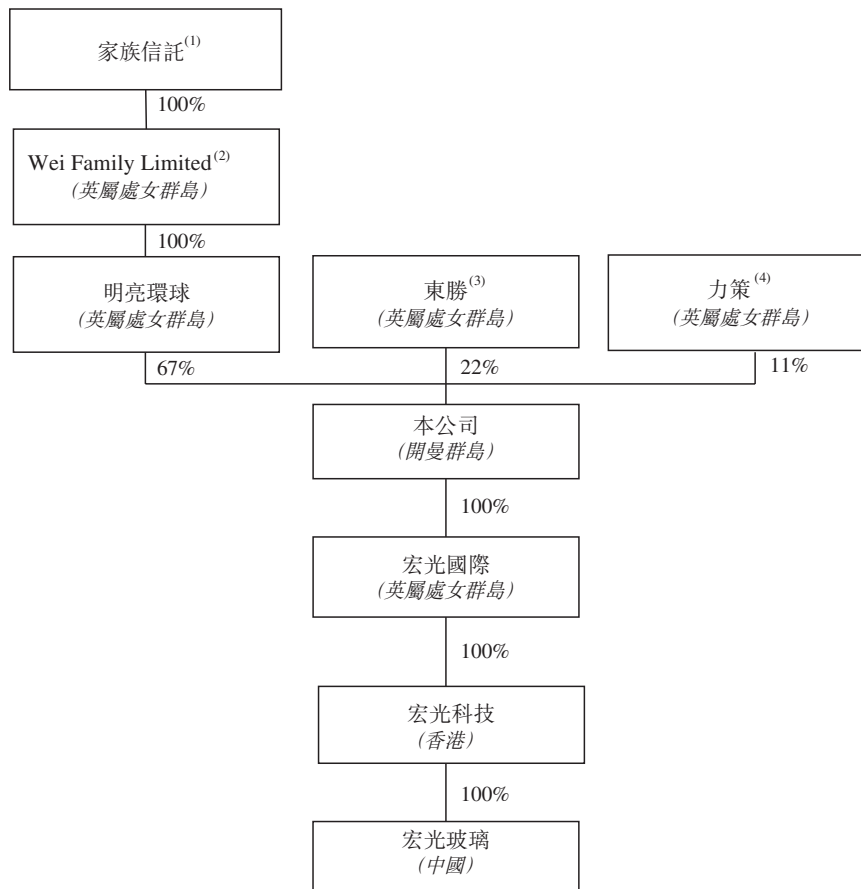 家族信託(1)
100%
Wei Family Limited(2)
(英屬處女群島)
100%
明亮環球
(英屬處女群島)
東勝(3)
(英屬處女群島)
力策(4)
(英屬處女群島)
67%
22%
11%
本公司
(開曼群島)
100%
宏光國際
(英屬處女群島)
100%
宏光科技
(香港)
100%
宏光玻璃
(中國)